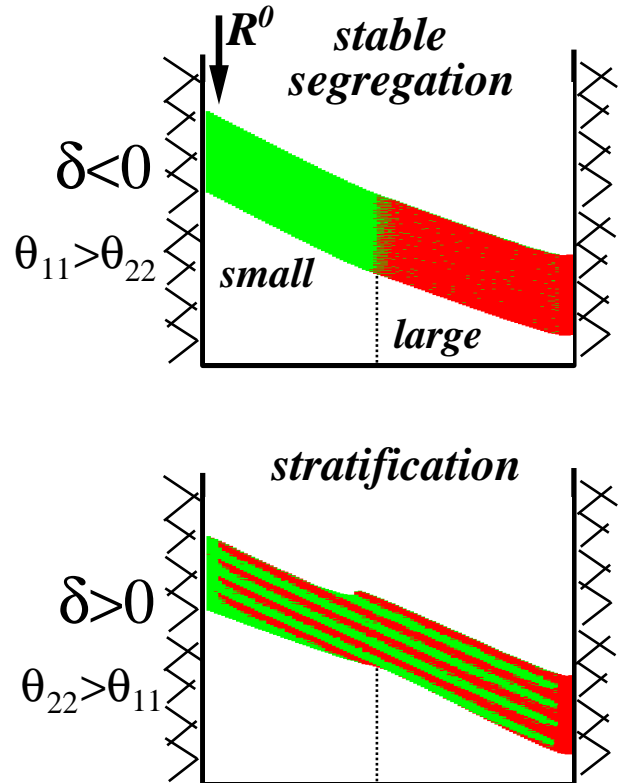 R⁰
stable
segregation
δ<0
θ₁₁>θ₂₂
small
large
stratification
δ>0
θ₂₂>θ₁₁